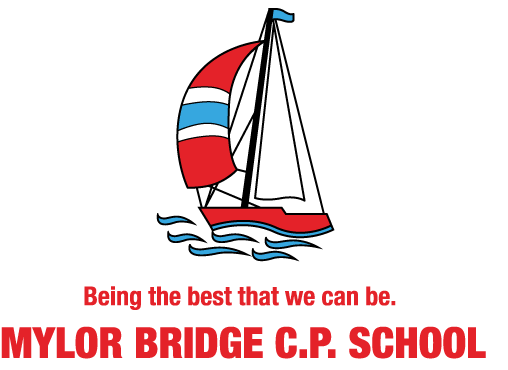 Being the best that we can be.
MYLOR BRIDGE C.P. SCHOOL